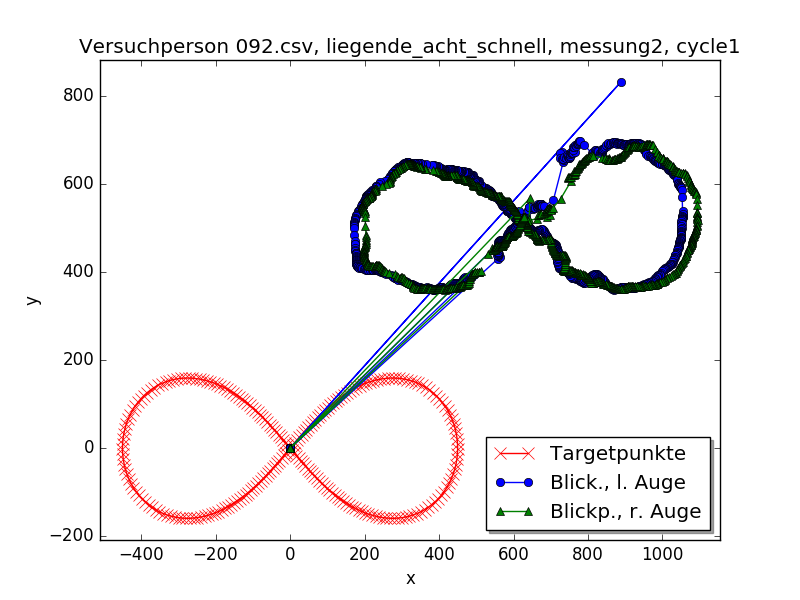 Versuchperson 092.csv, liegende_acht_schnell, messung2, cycle1
y
800
600
400
200
0
−200
−400
−200
0
200
400
600
800
1000
x
Targetpunkte
Blick., l. Auge
Blickp., r. Auge